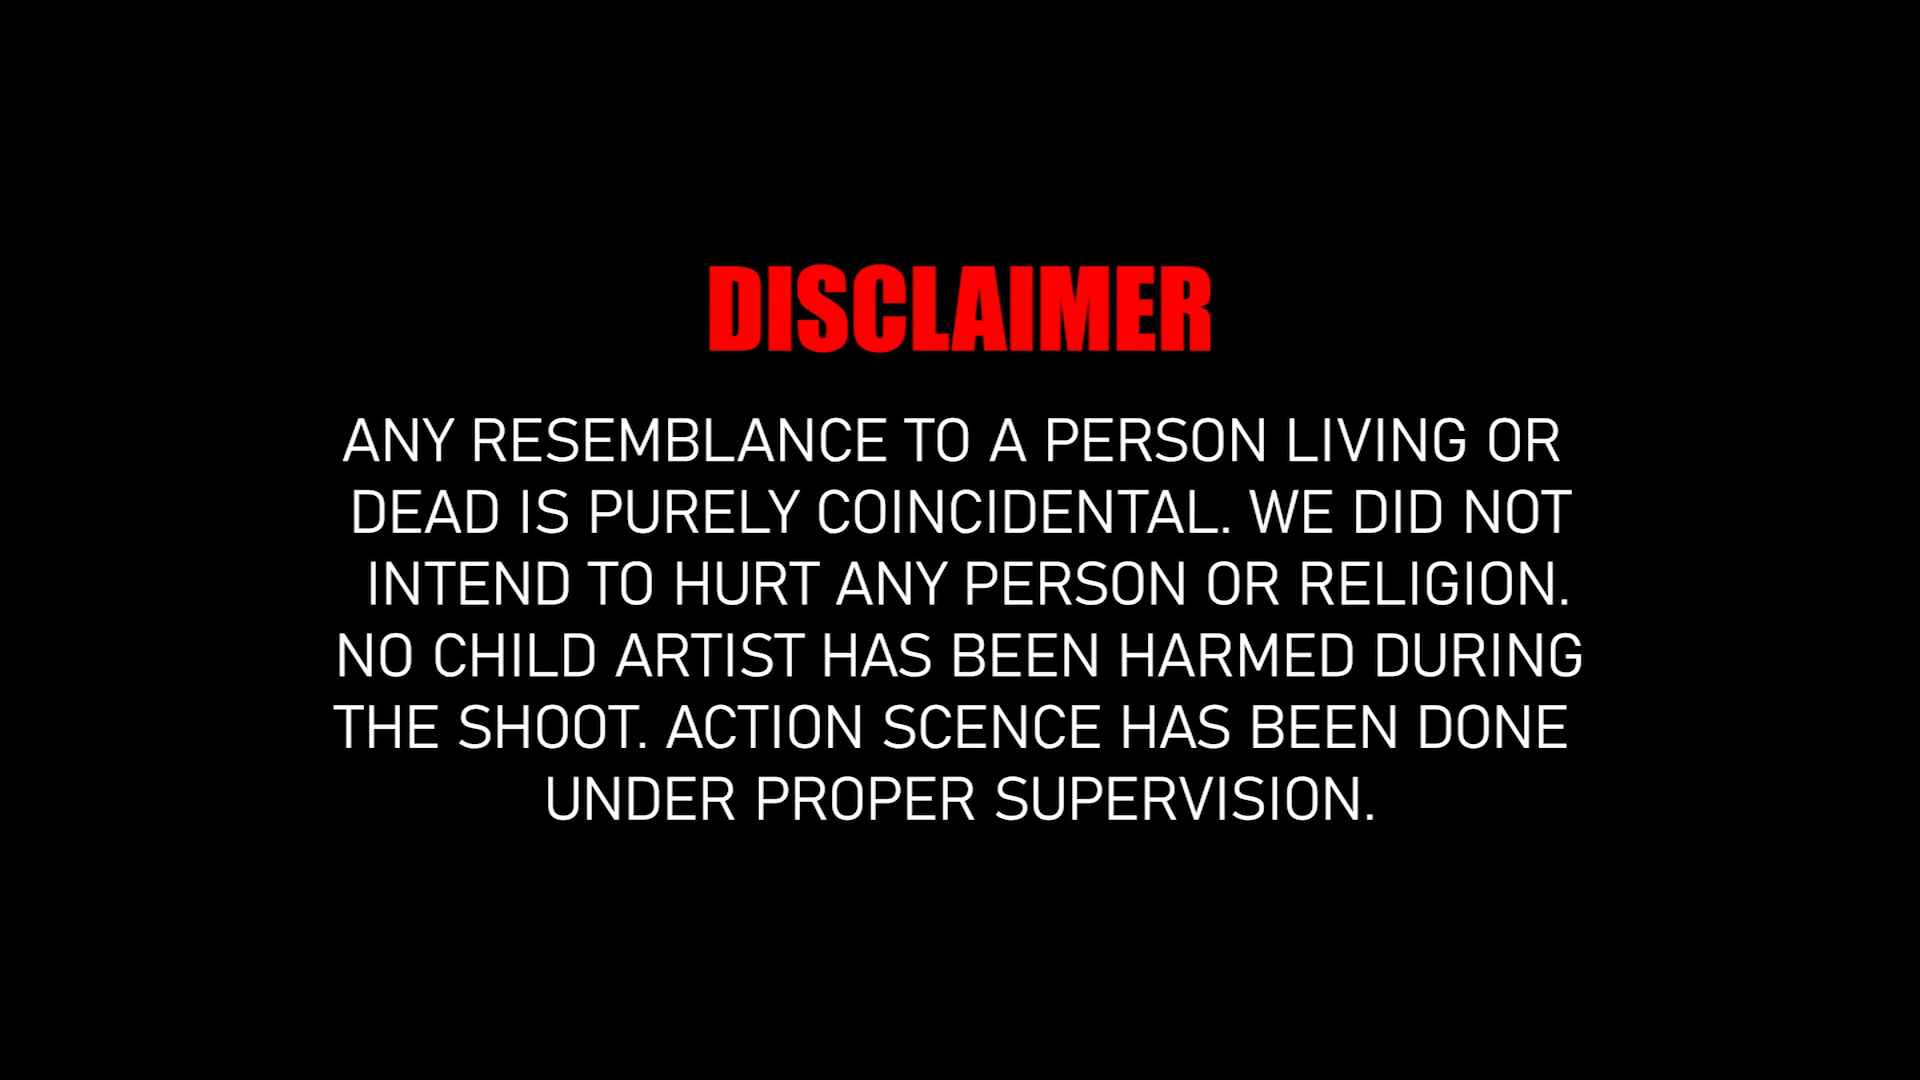 DISCLAIMER
ANY RESEMBLANCE TO A PERSON LIVING OR
DEAD IS PURELY COINCIDENTAL. WE DID NOT
INTEND TO HURT ANY PERSON OR RELIGION.
NO CHILD ARTIST HAS BEEN HARMED DURING
THE SHOOT. ACTION SCENCE HAS BEEN DONE
UNDER PROPER SUPERVISION.